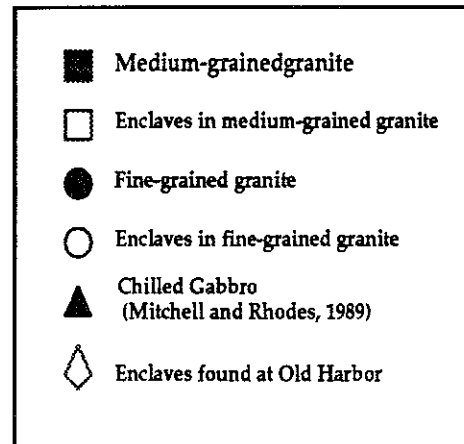 Medium-grainedgranite
Enclaves in medium-grained granite
Fine-grained granite
Enclaves in fine-grained granite
Chilled Gabbro
(Mitchell and Rhodes, 1989)
Enclaves found at Old Harbor